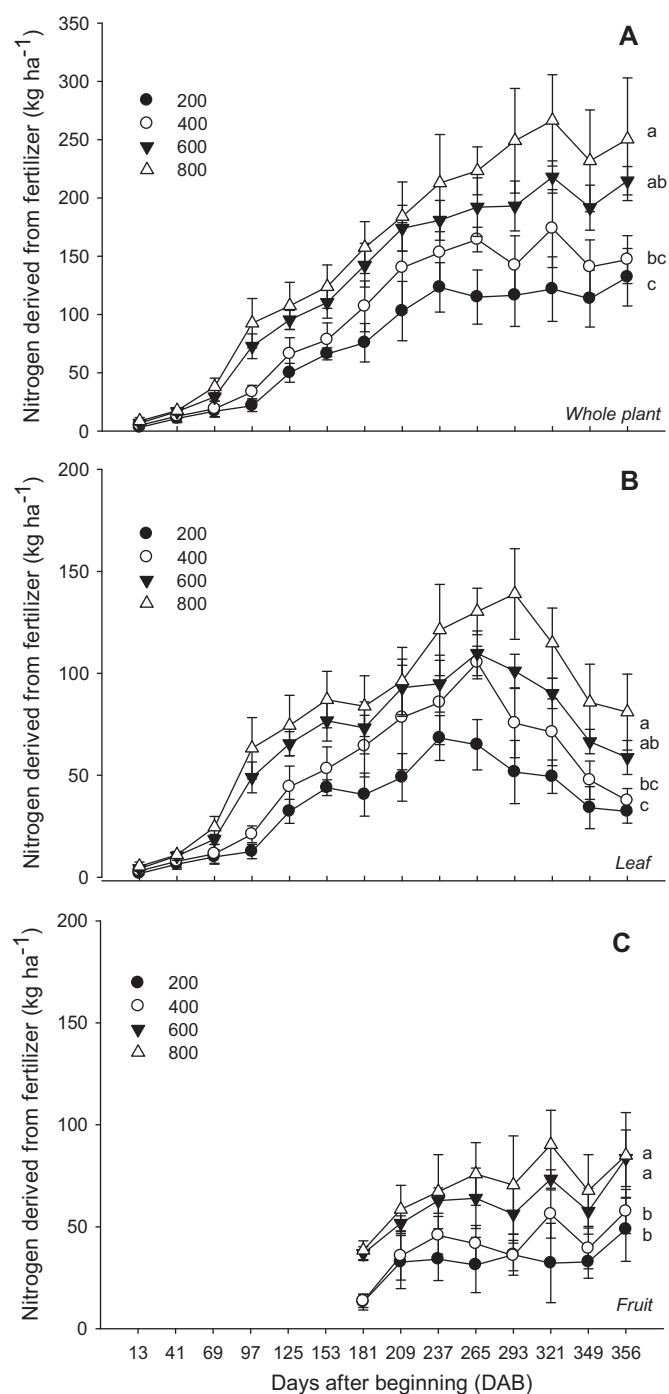 350
A
300
200
400
600
800
250
a
200
ab
150
bc
c
100
50
0
Whole plant
Nitrogen derived from fertilizer (kg ha−1)
200
B
200
400
600
800
150
100
a
ab
50
bc
c
0
Leaf
Nitrogen derived from fertilizer (kg ha−1)
200
C
200
400
600
800
150
100
a
a
50
b
b
0
Fruit
Nitrogen derived from fertilizer (kg ha−1)
13 41 69 97 125 153 181 209 237 265 293 321 349 356
Days after beginning (DAB)